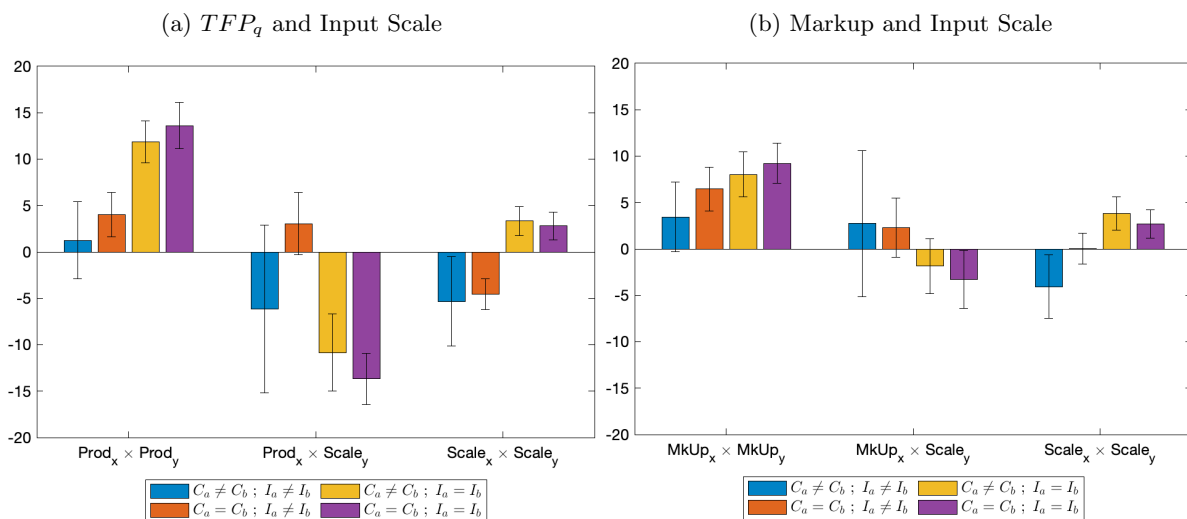 (a) TFP_q and Input Scale
20
15
10
5
0
-5
-10
-15
-20
Prod_x × Prod_y
Prod_x × Scale_y
Scale_x × Scale_y
C_a ≠ C_b ; I_a ≠ I_b
C_a ≠ C_b ; I_a = I_b
C_a = C_b ; I_a ≠ I_b
C_a = C_b ; I_a = I_b
(b) Markup and Input Scale
20
15
10
5
0
-5
-10
-15
-20
MkUp_x × MkUp_y
MkUp_x × Scale_y
Scale_x × Scale_y
C_a ≠ C_b ; I_a ≠ I_b
C_a ≠ C_b ; I_a = I_b
C_a = C_b ; I_a ≠ I_b
C_a = C_b ; I_a = I_b